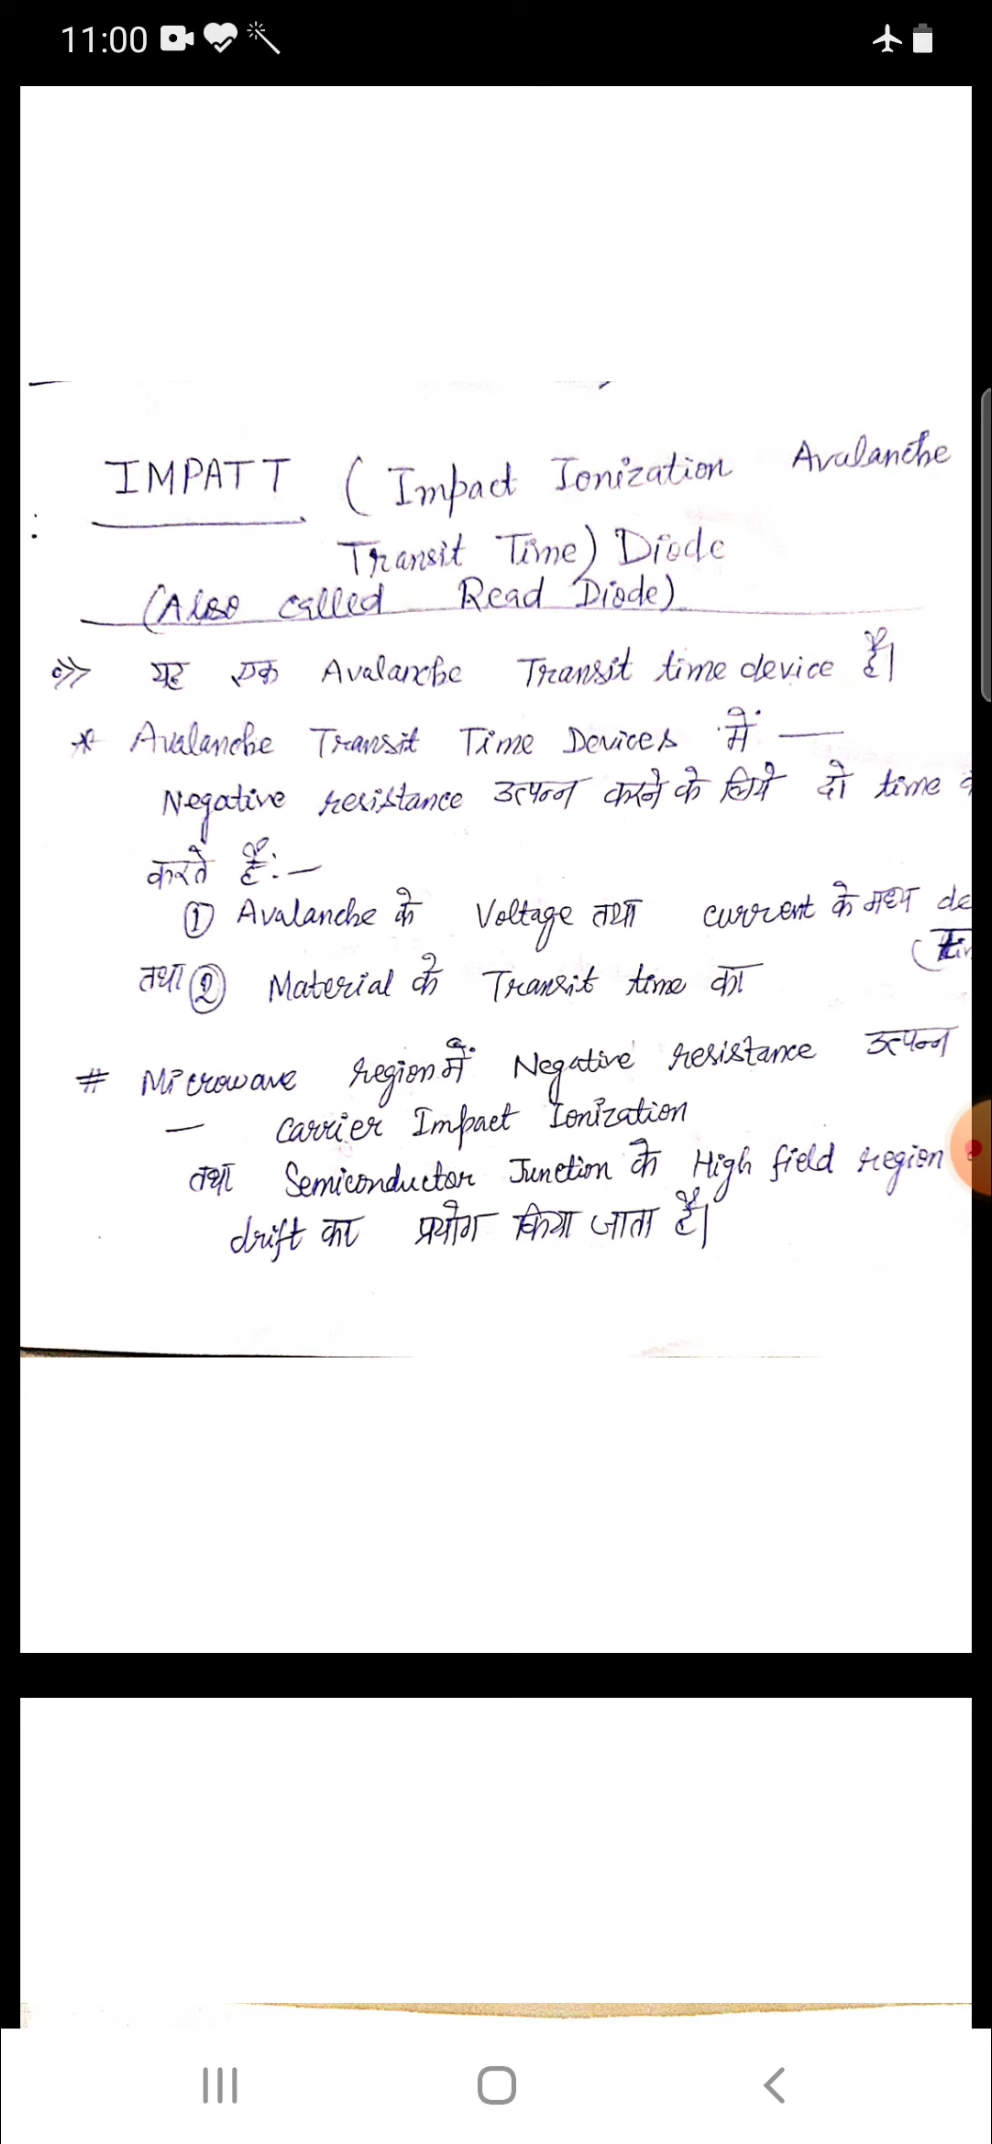 11:00
IMPATT (Impact Ionization Avalanche
:
Transit Time) Diode
(Also called Read Diode)
यह एक Avalanche Transit time device है।
* Avalanche Transit Time Devices में —
Negative resistance उत्पन्न करने के लिये दो time
करते हैं:-
① Avalanche के Voltage तथा current के मध्य de
(tim
तथा ② Material के Transit time का
# Microwave region में Negative resistance उत्पन्न
— Carrier Impact Ionization
तथा Semiconductor Junction के High field region
drift का प्रयोग किया जाता है।